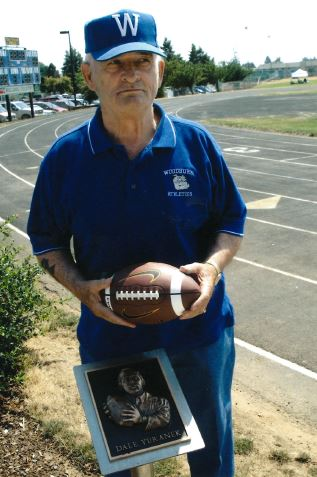 W
WOODBURN
ATHLETICS
DALE YURANEK